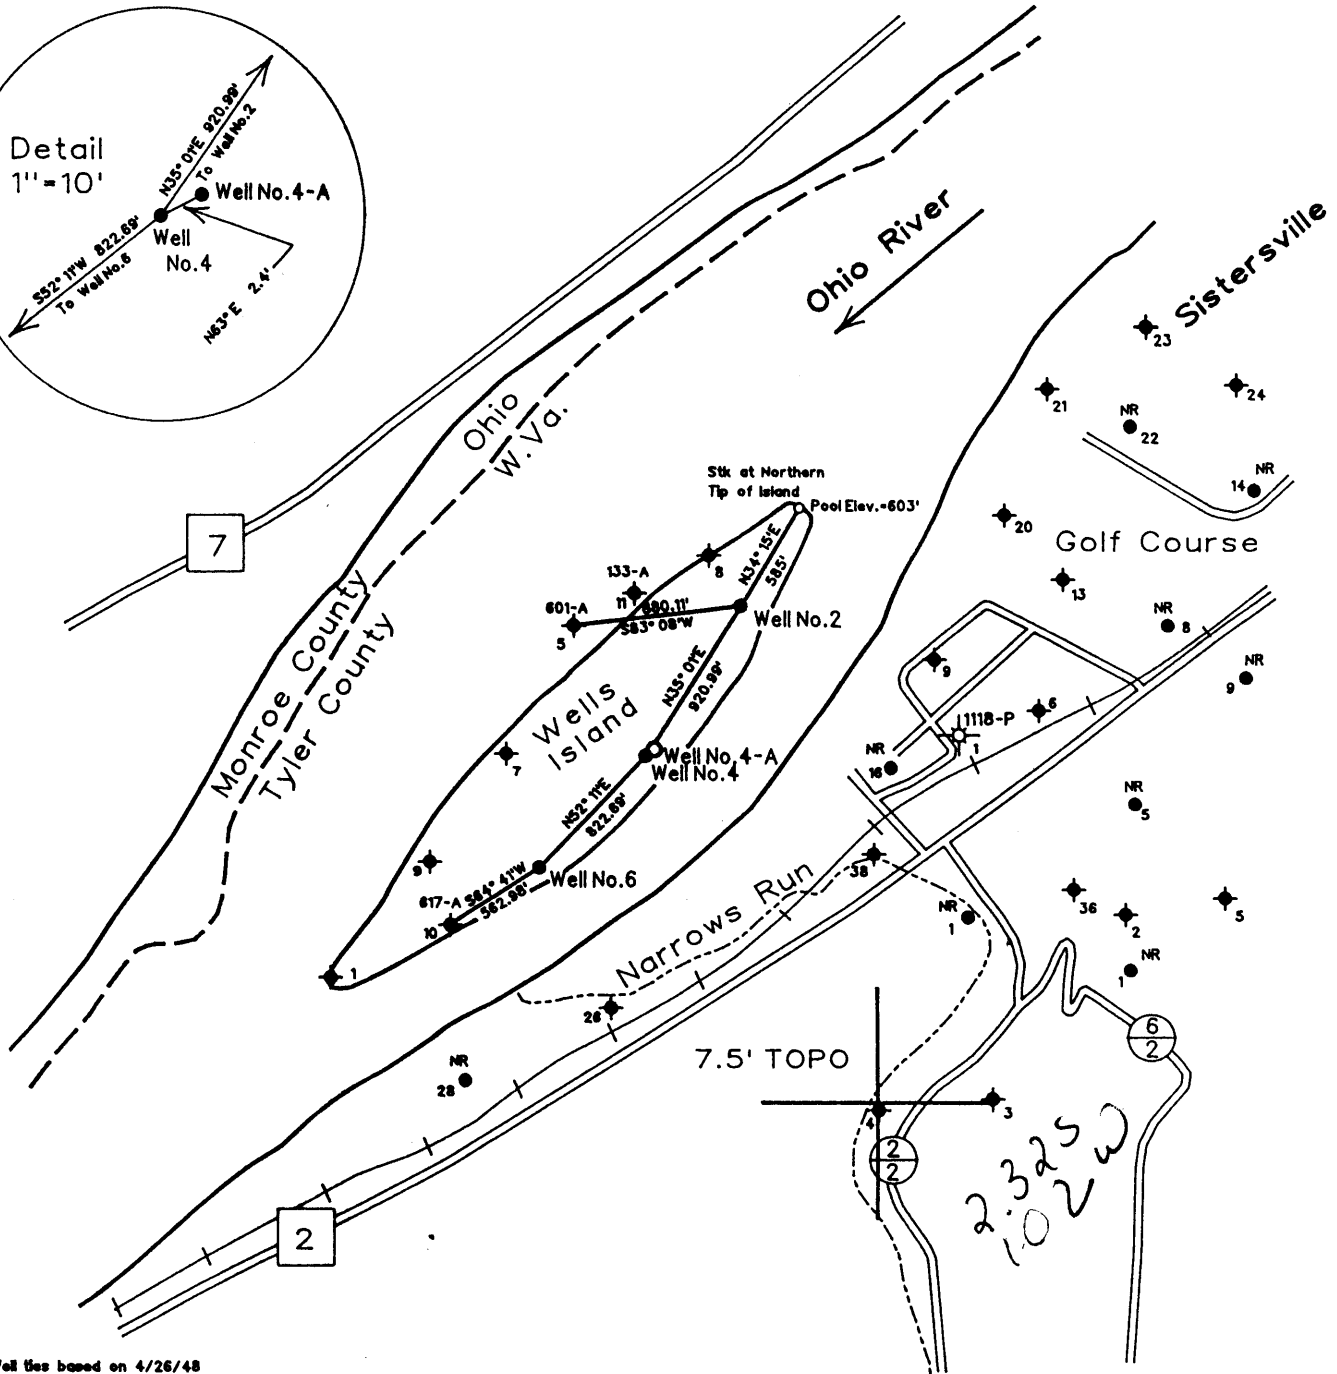 Detail
1"=10'
N35° 01'E 920.99'
To Well No.2
Well No.4-A
Well
No.4
S52° 11'W 822.69'
To Well No.6
N63° E 2.4'
Ohio River
Sistersville
23
21
24
NR
22
NR
14
20
Golf Course
13
NR
8
NR
9
Ohio
W.Va.
7
Stk at Northern
Tip of Island
Pool Elev.=603'
8
N34° 15'E
585'
133-A
11
601-A
5
680.11'
S83° 08'W
Well No.2
N35° 01'E
920.99'
Monroe County
Tyler County
Wells
Island
7
Well No. 4-A
Well No.4
N52° 11'E
822.69'
9
6
1118-P
1
NR
16
NR
5
9
617-A
S64° 41'W
562.98'
10
Well No.6
1
38
Narrows Run
36
2
5
NR
1
NR
1
26
NR
28
7.5' TOPO
6
2
4
3
2
2
2.325
1.02 W
2
Well ties based on 4/26/48